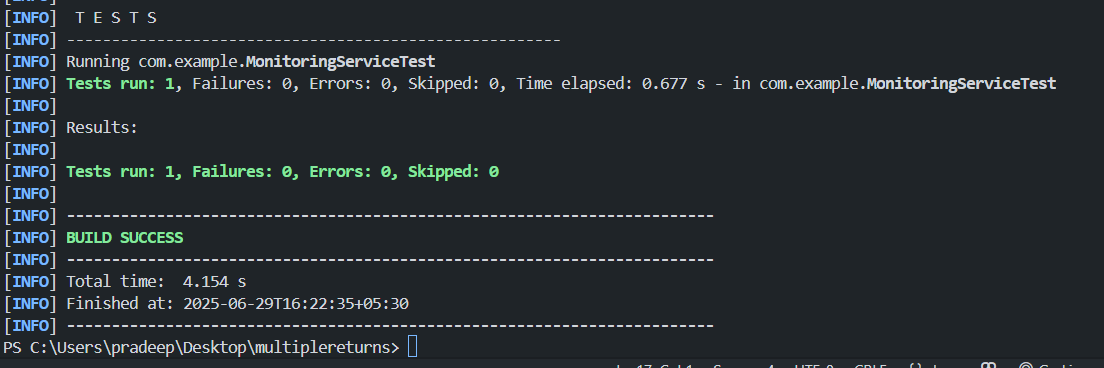 [INFO]  T E S T S
[INFO] -------------------------------------------------------
[INFO] Running com.example.MonitoringServiceTest
[INFO] Tests run: 1, Failures: 0, Errors: 0, Skipped: 0, Time elapsed: 0.677 s - in com.example.MonitoringServiceTest
[INFO]
[INFO] Results:
[INFO]
[INFO] Tests run: 1, Failures: 0, Errors: 0, Skipped: 0
[INFO]
[INFO] ------------------------------------------------------------------------
[INFO] BUILD SUCCESS
[INFO] ------------------------------------------------------------------------
[INFO] Total time:  4.154 s
[INFO] Finished at: 2025-06-29T16:22:35+05:30
[INFO] ------------------------------------------------------------------------
PS C:\Users\pradeep\Desktop\multiplereturns>